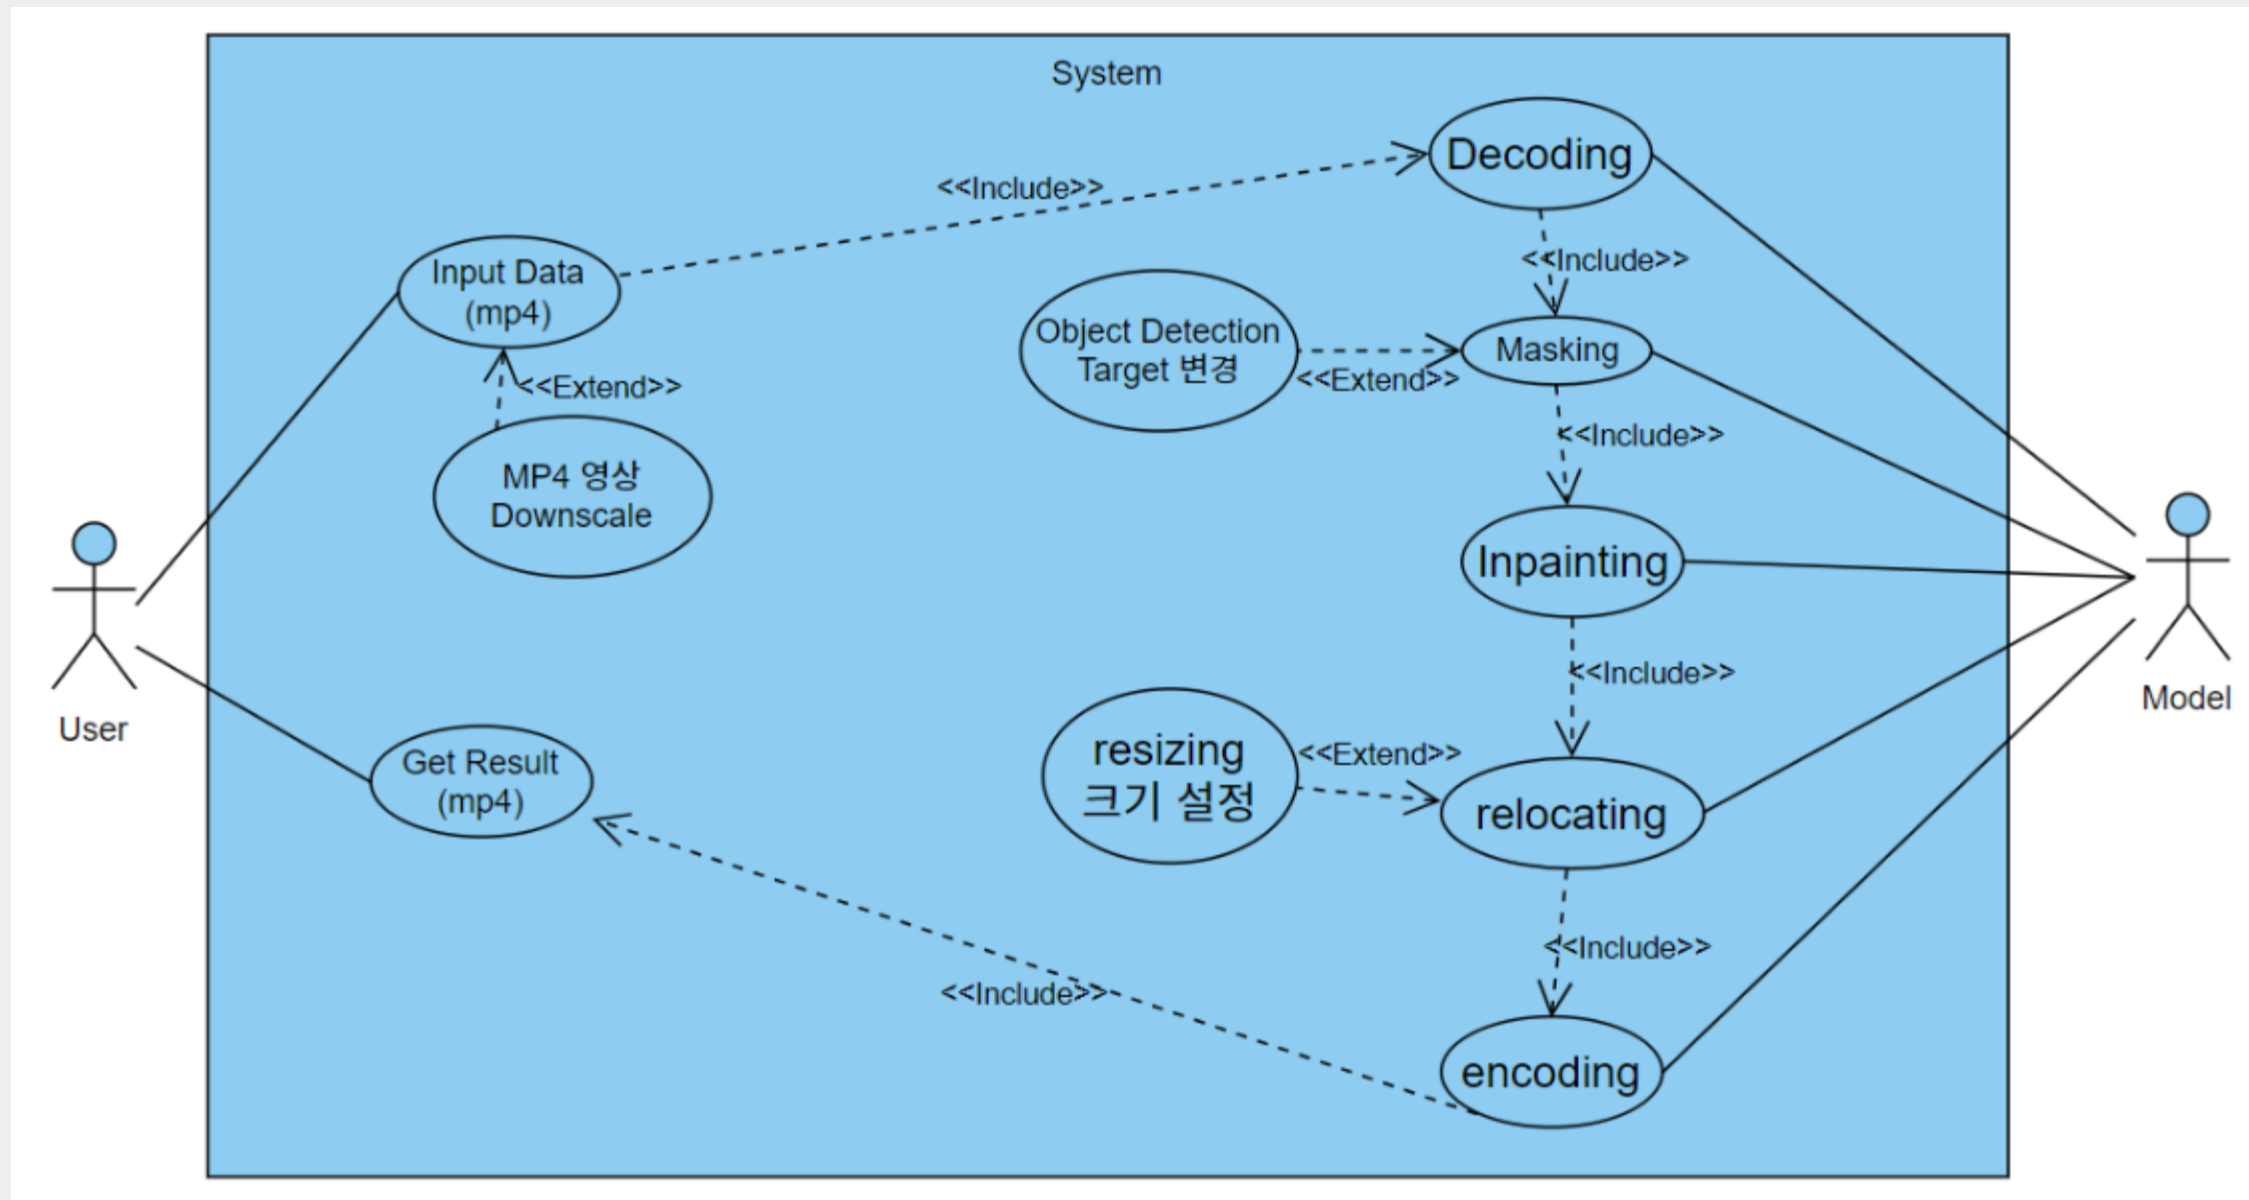 System
Decoding
<<Include>>
<<Include>>
Input Data
(mp4)
Object Detection
Target 변경
<<Extend>>
Masking
<<Extend>>
<<Include>>
MP4 영상
Downscale
Inpainting
<<Include>>
User
Model
Get Result
(mp4)
resizing
크기 설정
<<Extend>>
relocating
<<Include>>
<<Include>>
encoding